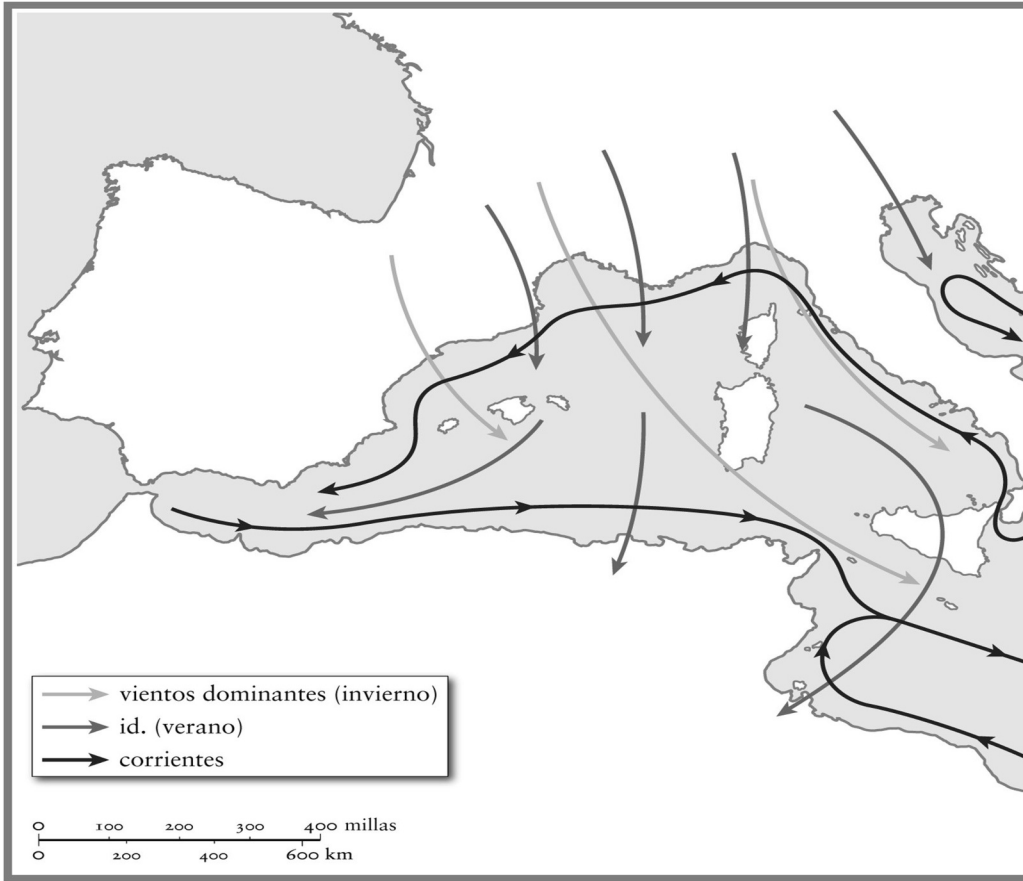 vientos dominantes (invierno)
id. (verano)
corrientes
0 100 200 300 400 millas
0 200 400 600 km